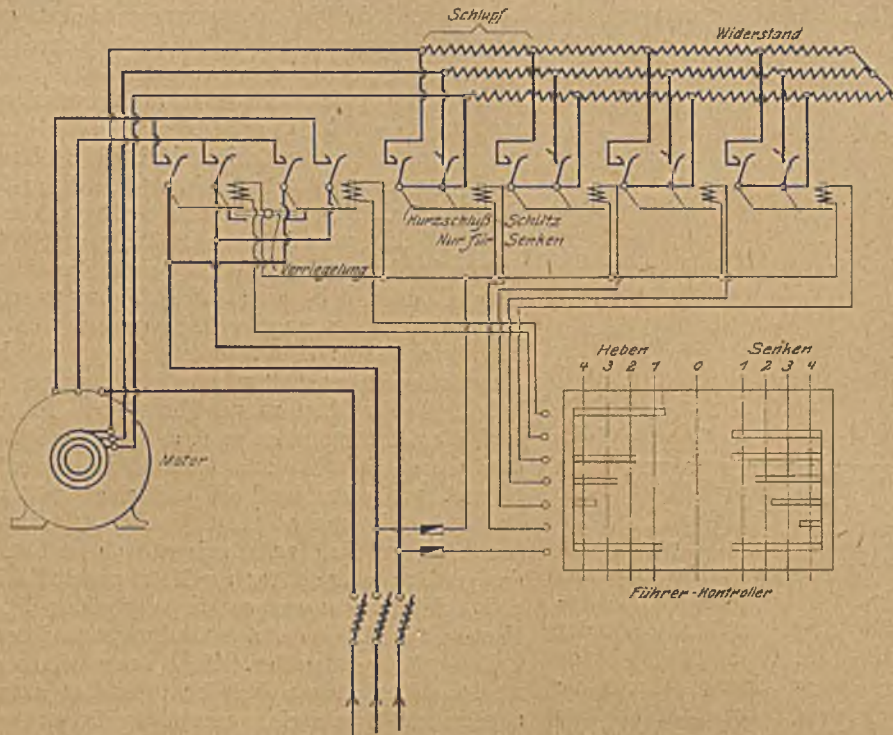 Schlupf
Widerstand
Kurzschluß-Schütz
Nur für Senken
Verriegelung
Heben Senken
4 3 2 1 0 1 2 3 4
Motor
Führer-Kontroller